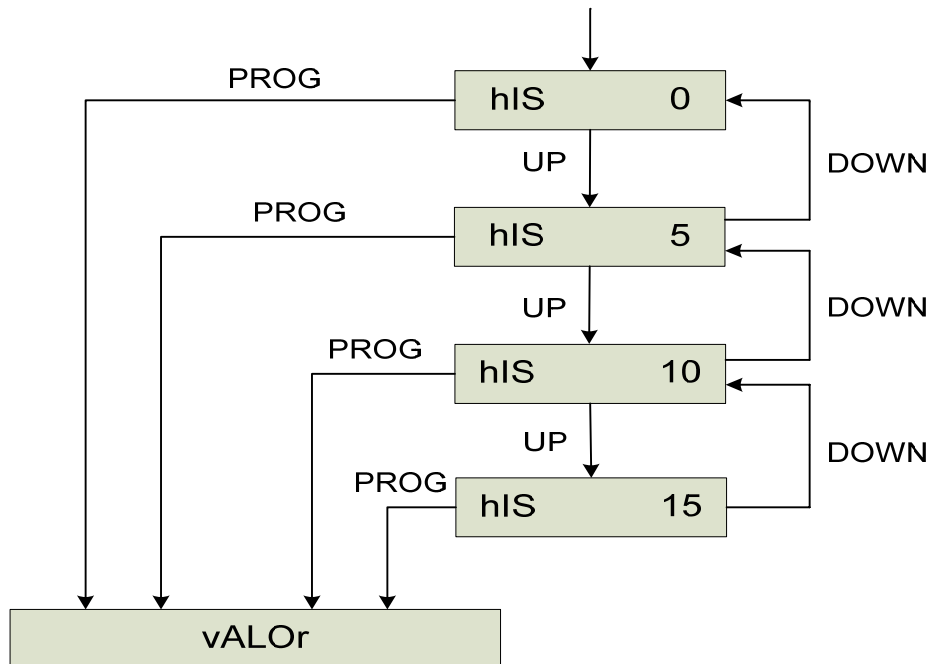 PROG
hIS 0
UP
DOWN
PROG
hIS 5
UP
DOWN
PROG
hIS 10
UP
DOWN
PROG
hIS 15
vALOr